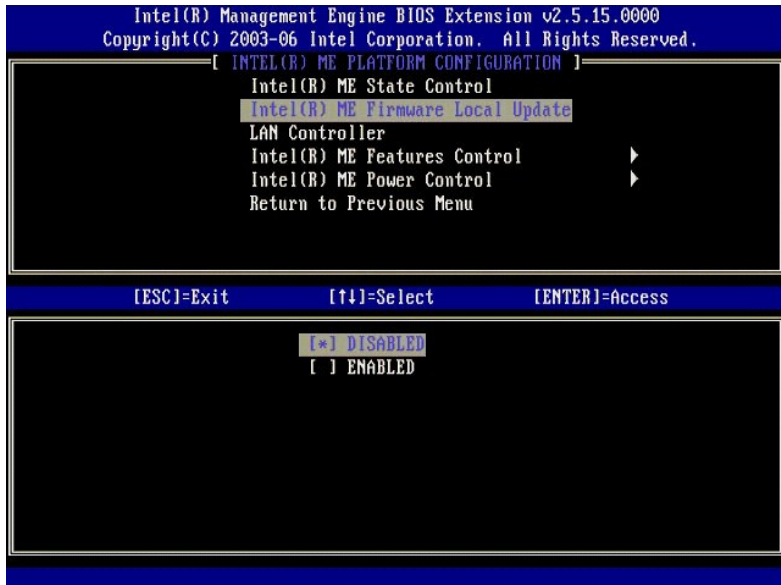 Intel(R) Management Engine BIOS Extension v2.5.15.0000
Copyright(C) 2003-06 Intel Corporation. All Rights Reserved.
[ INTEL(R) ME PLATFORM CONFIGURATION ]
Intel(R) ME State Control
Intel(R) ME Firmware Local Update
LAN Controller
Intel(R) ME Features Control ►
Intel(R) ME Power Control ►
Return to Previous Menu
[ESC]=Exit [↑↓]=Select [ENTER]=Access
[*] DISABLED
[ ] ENABLED